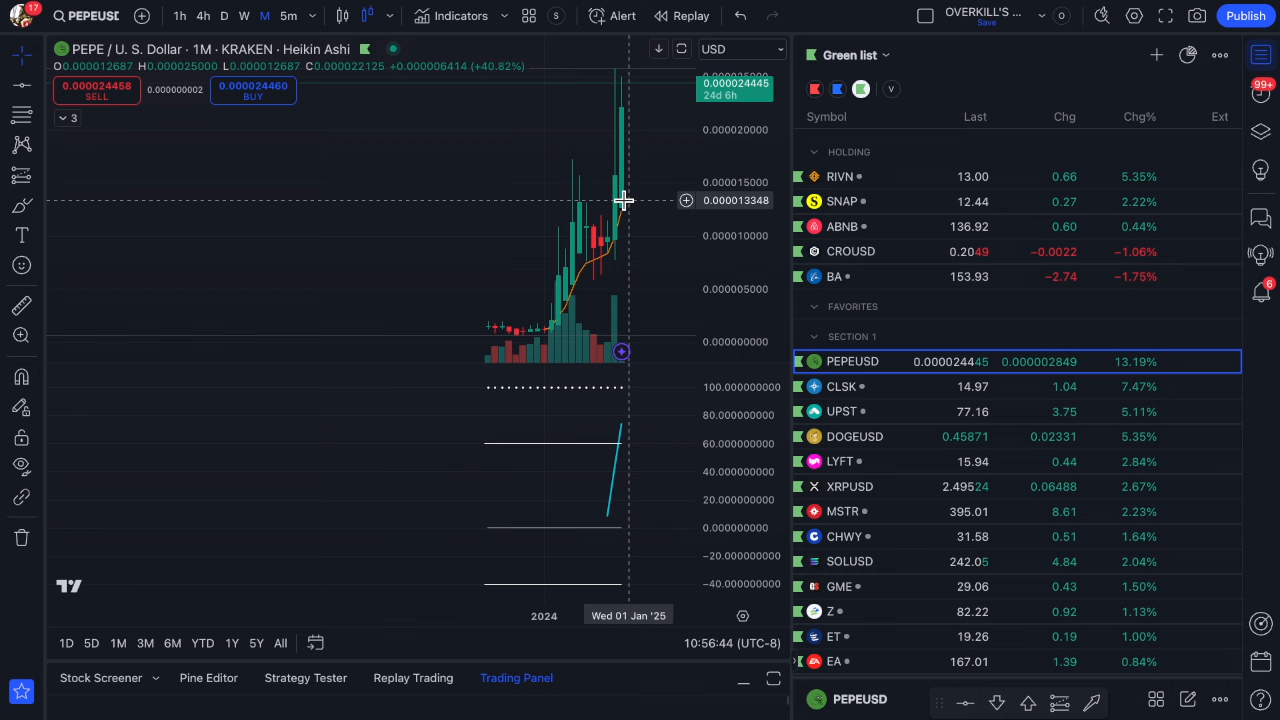 17
PEPEUSD
1h 4h D W M 5m
Indicators
S
Alert
Replay
OVERKILL'S ...
Save
O
Publish
PEPE / U. S. Dollar · 1M · KRAKEN · Heikin Ashi
O0.000012687 H0.000025000 L0.000012687 C0.000022125 +0.000006414 (+40.82%)
0.000024458
SELL
0.000000002
0.000024460
BUY
3
USD
0.000025000
0.000024445
24d 6h
0.000020000
0.000015000
0.000013348
0.000010000
0.000005000
0.000000000
100.000000000
80.000000000
60.000000000
40.000000000
20.000000000
0.000000000
−20.000000000
−40.000000000
2024
Wed 01 Jan '25
1D 5D 1M 3M 6M YTD 1Y 5Y All
10:56:44 (UTC-8)
Stock Screener
Pine Editor
Strategy Tester
Replay Trading
Trading Panel
Green list
V
Symbol Last Chg Chg% Ext
HOLDING
RIVN 13.00 0.66 5.35%
SNAP 12.44 0.27 2.22%
ABNB 136.92 0.60 0.44%
CROUSD 0.2049 −0.0022 −1.06%
BA 153.93 −2.74 −1.75%
FAVORITES
SECTION 1
PEPEUSD 0.000024445 0.000002849 13.19%
CLSK 14.97 1.04 7.47%
UPST 77.16 3.75 5.11%
DOGEUSD 0.45871 0.02331 5.35%
LYFT 15.94 0.44 2.84%
XRPUSD 2.49524 0.06488 2.67%
MSTR 395.01 8.61 2.23%
CHWY 31.58 0.51 1.64%
SOLUSD 242.05 4.84 2.04%
GME 29.06 0.43 1.50%
Z 82.22 0.92 1.13%
ET 19.26 0.19 1.00%
EA 167.01 1.39 0.84%
PEPEUSD
99+
6